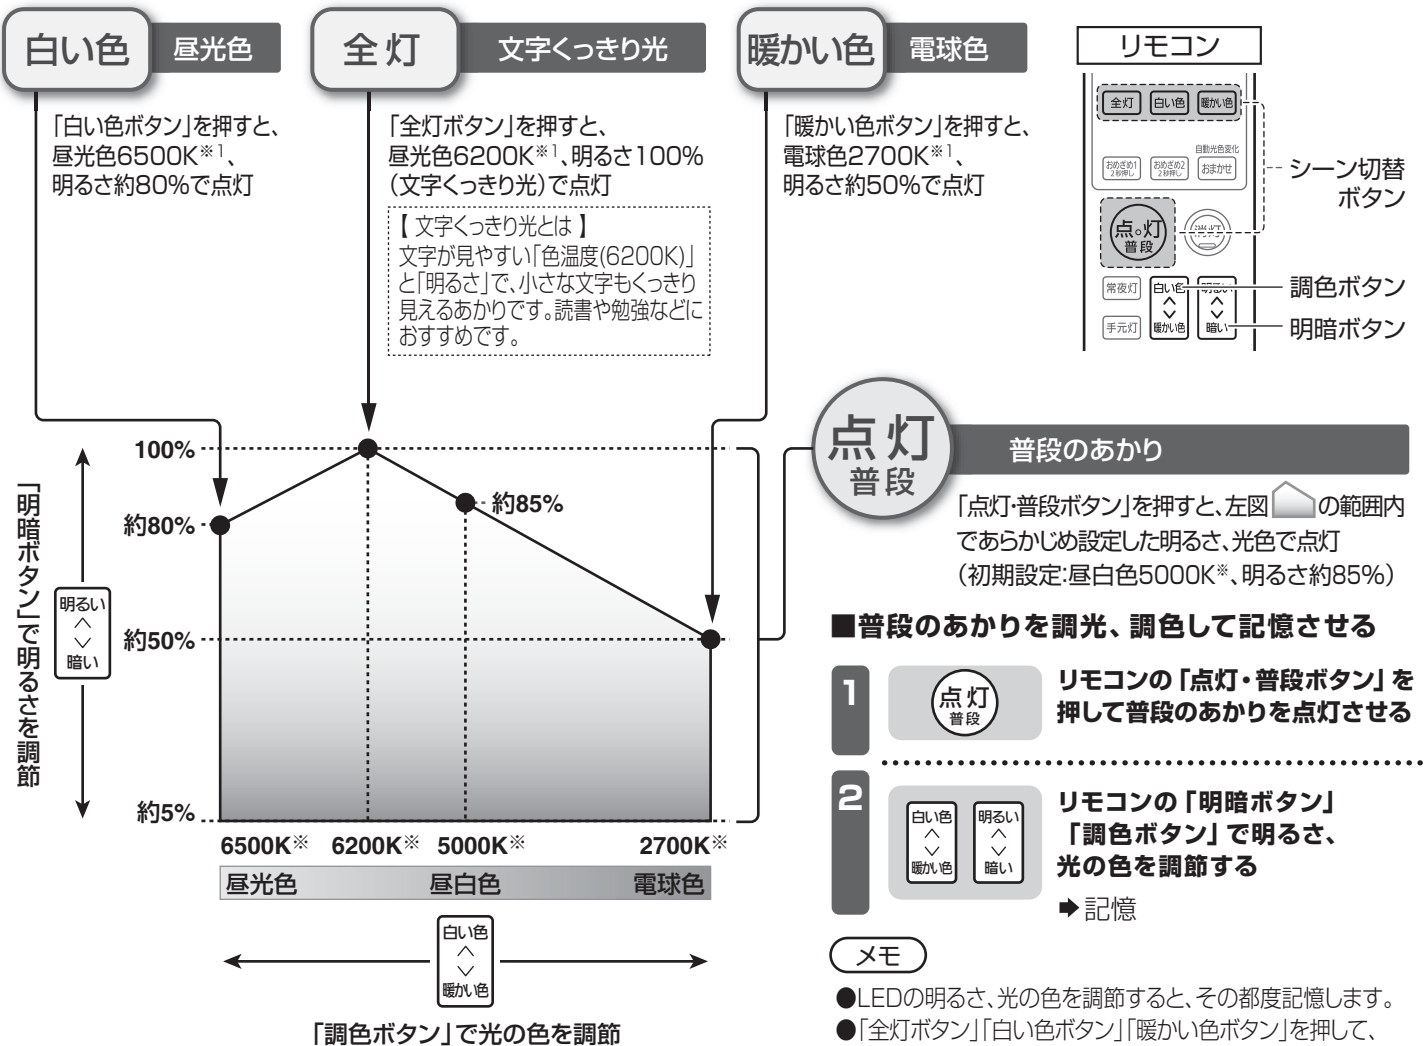 白い色 昼光色
「白い色ボタン」を押すと、
昼光色6500K※1、
明るさ約80%で点灯
全灯 文字くっきり光
「全灯ボタン」を押すと、
昼光色6200K※1、明るさ100%
(文字くっきり光)で点灯
【 文字くっきり光とは 】
文字が見やすい「色温度(6200K)」
と「明るさ」で、小さな文字もくっきり
見えるあかりです。読書や勉強などに
おすすめです。
暖かい色 電球色
「暖かい色ボタン」を押すと、
電球色2700K※1、
明るさ約50%で点灯
リモコン
全灯 白い色 暖かい色
自動光色変化
おめざめ1 2秒押し おめざめ2 2秒押し おまかせ
点灯 普段
常夜灯 白い色 明るい
手元灯 暖かい色 暗い
シーン切替
ボタン
調色ボタン
明暗ボタン
「明暗ボタン」で明るさを調節
明るい
暗い
100%
約80%
約85%
約50%
約5%
6500K※ 6200K※ 5000K※ 2700K※
昼光色 昼白色 電球色
白い色
暖かい色
「調色ボタン」で光の色を調節
点灯 普段 普段のあかり
「点灯・普段ボタン」を押すと、左図 の範囲内
であらかじめ設定した明るさ、光色で点灯
(初期設定:昼白色5000K※、明るさ約85%)
■普段のあかりを調光、調色して記憶させる
1
点灯
普段
リモコンの「点灯・普段ボタン」を
押して普段のあかりを点灯させる
2
白い色 明るい
暖かい色 暗い
リモコンの「明暗ボタン」
「調色ボタン」で明るさ、
光の色を調節する
➡記憶
メモ
●LEDの明るさ、光の色を調節すると、その都度記憶します。
●「全灯ボタン」「白い色ボタン」「暖かい色ボタン」を押して、